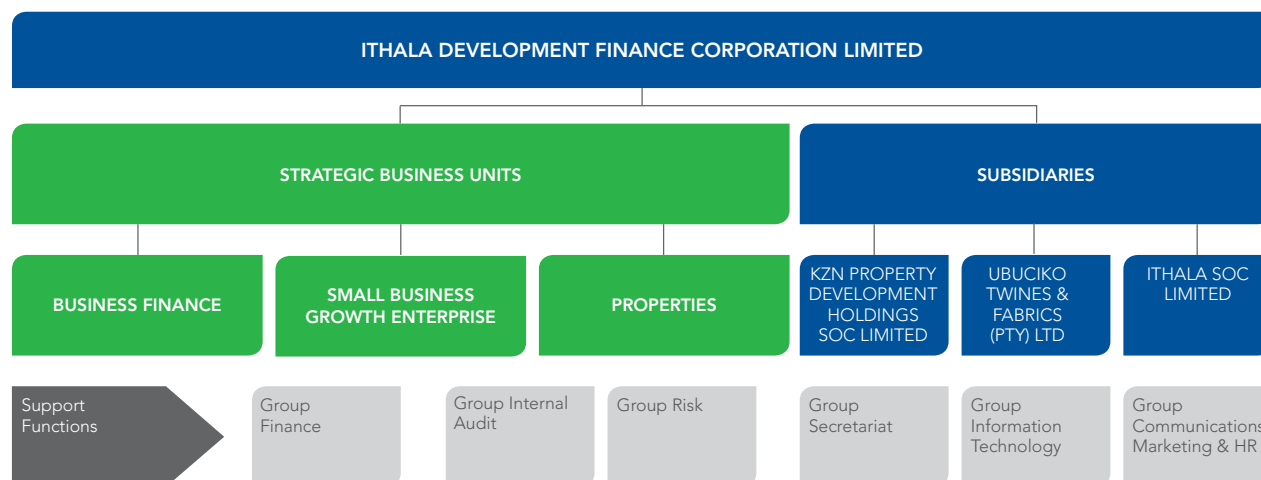 ITHALA DEVELOPMENT FINANCE CORPORATION LIMITED
STRATEGIC BUSINESS UNITS
SUBSIDIARIES
BUSINESS FINANCE
SMALL BUSINESS
GROWTH ENTERPRISE
PROPERTIES
KZN PROPERTY
DEVELOPMENT
HOLDINGS
SOC LIMITED
UBUCIKO
TWINES &
FABRICS
(PTY) LTD
ITHALA SOC
LIMITED
Support
Functions
Group
Finance
Group Internal
Audit
Group Risk
Group
Secretariat
Group
Information
Technology
Group
Communications
Marketing & HR